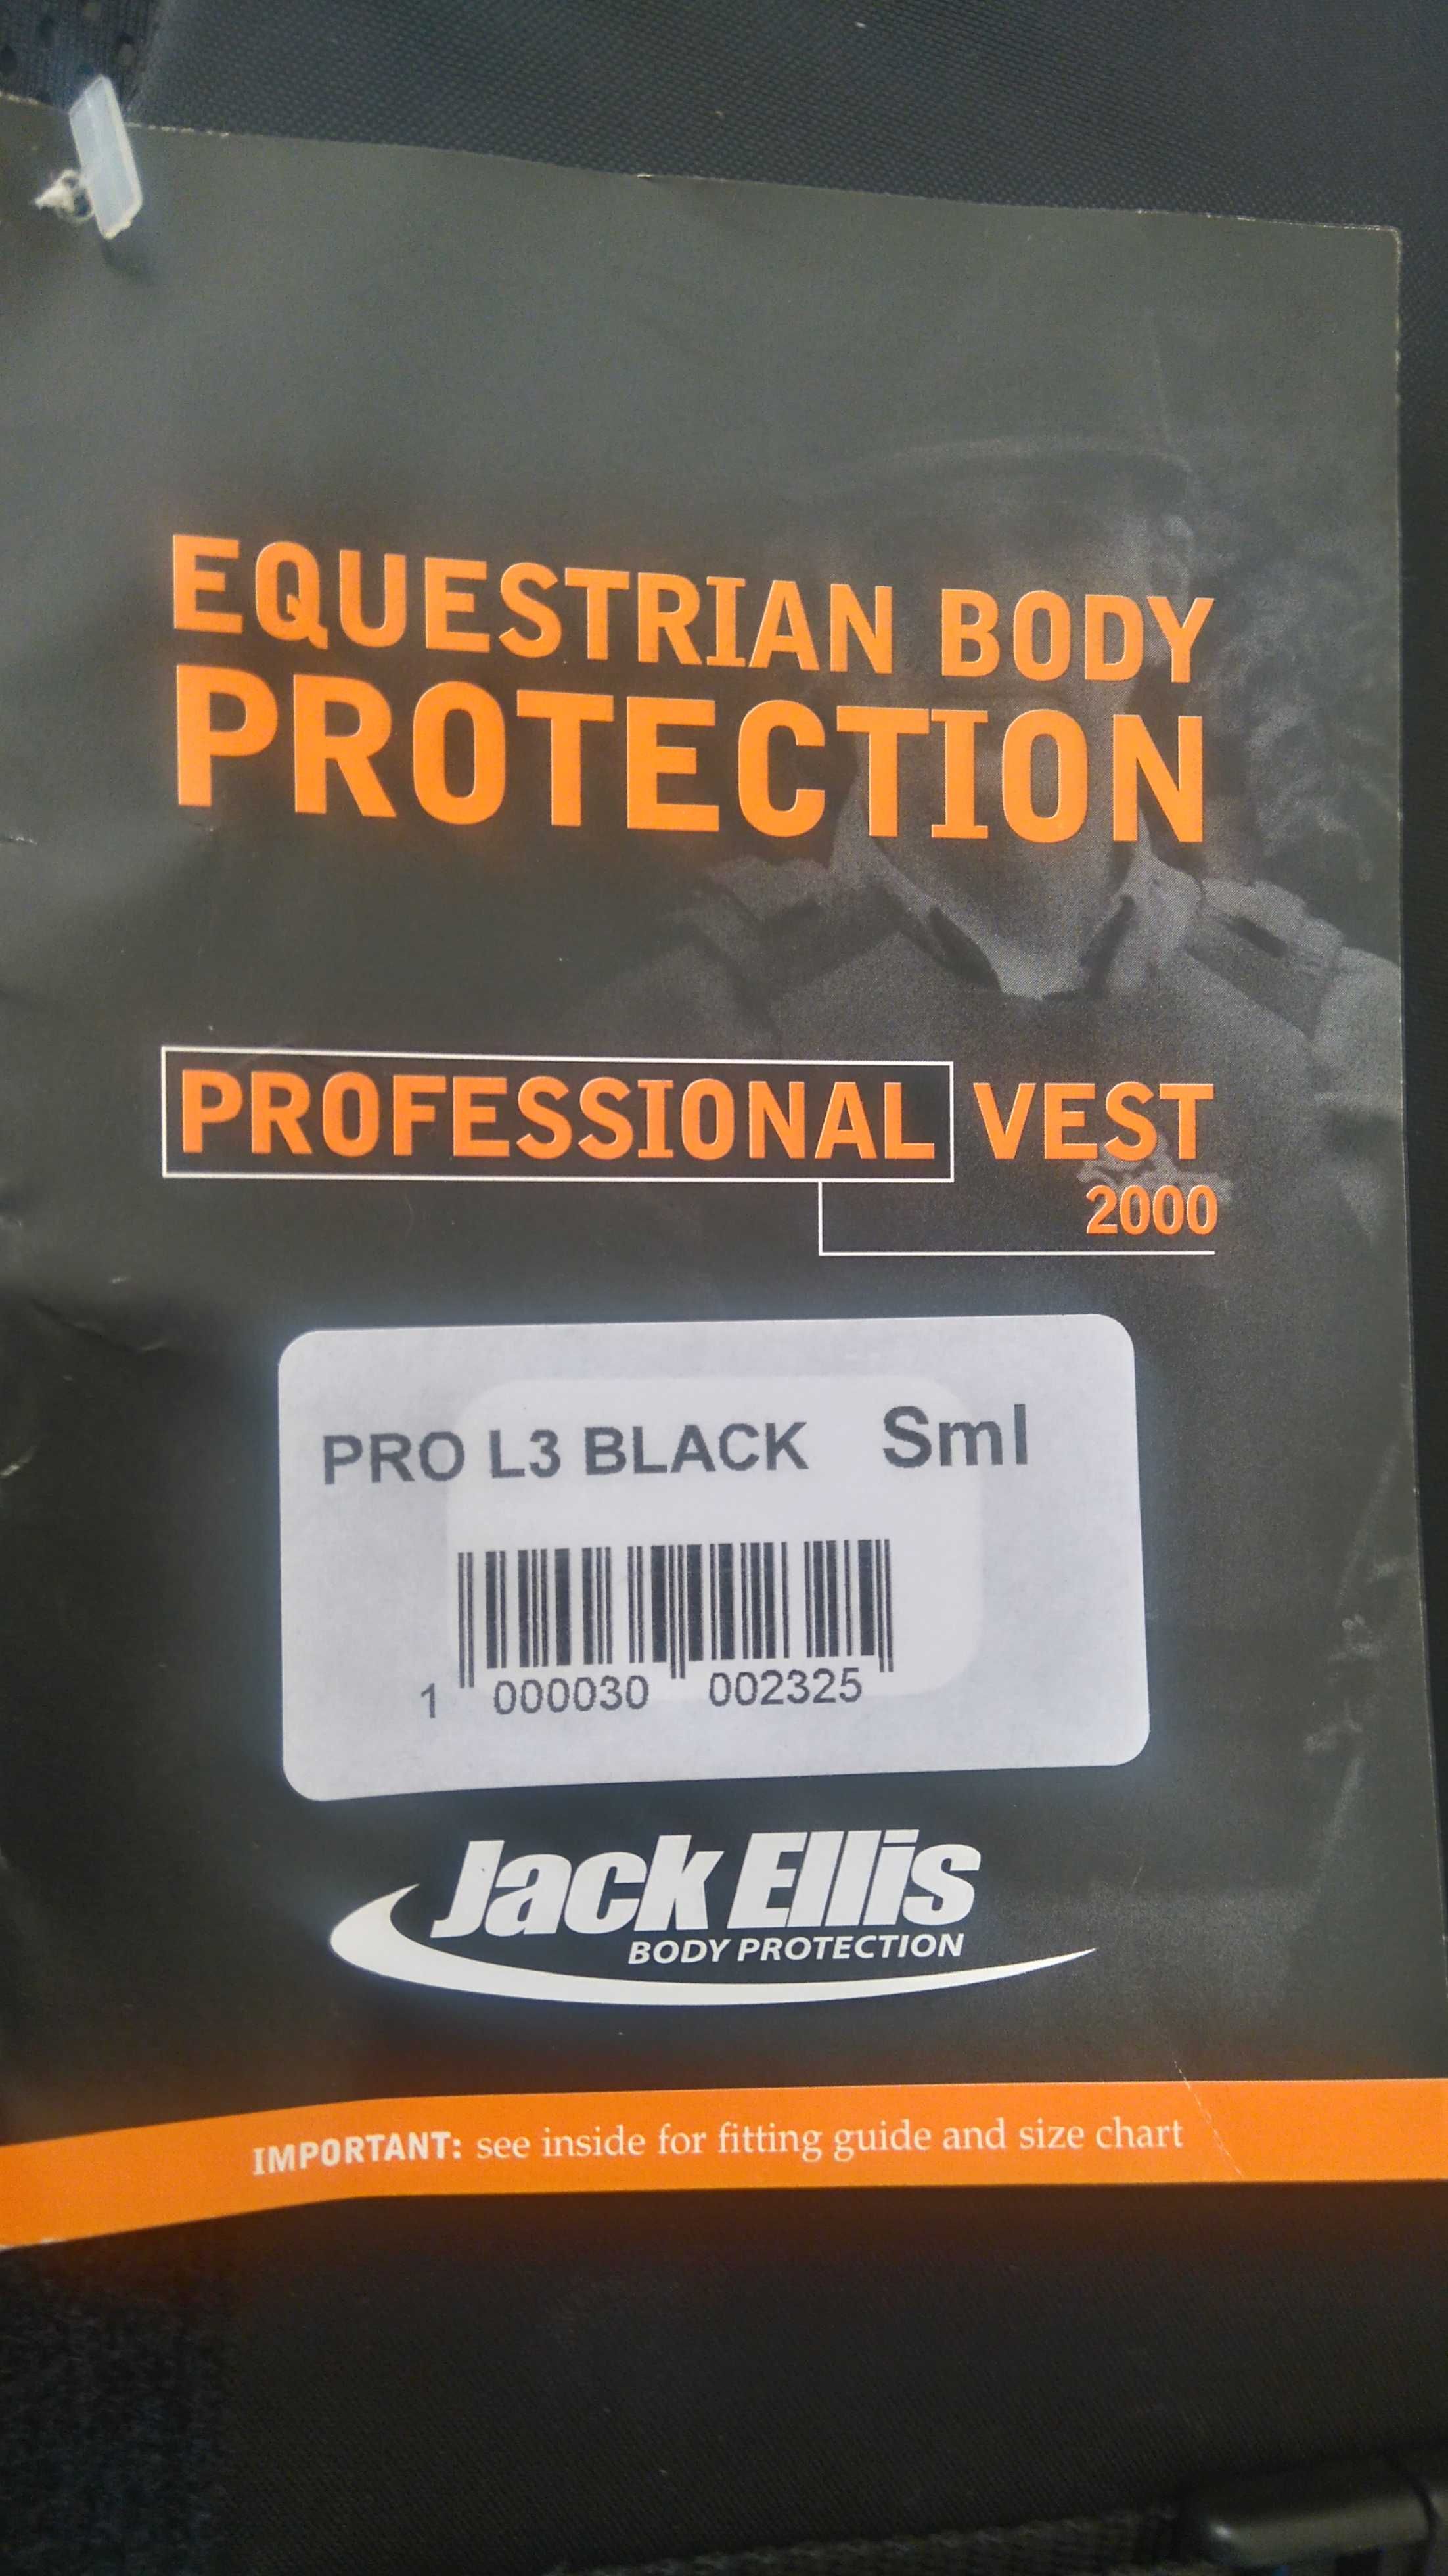 EQUESTRIAN BODY
PROTECTION
PROFESSIONAL VEST
2000
PRO L3 BLACK Sml
1 000030 002325
Jack Ellis
BODY PROTECTION
IMPORTANT: see inside for fitting guide and size chart